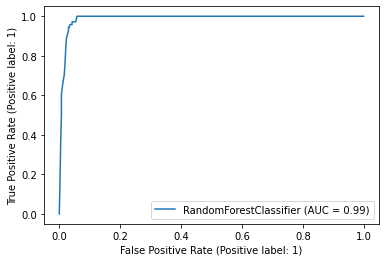 1.0
0.8
0.6
0.4
0.2
0.0
True Positive Rate (Positive label: 1)
RandomForestClassifier (AUC = 0.99)
0.0 0.2 0.4 0.6 0.8 1.0
False Positive Rate (Positive label: 1)